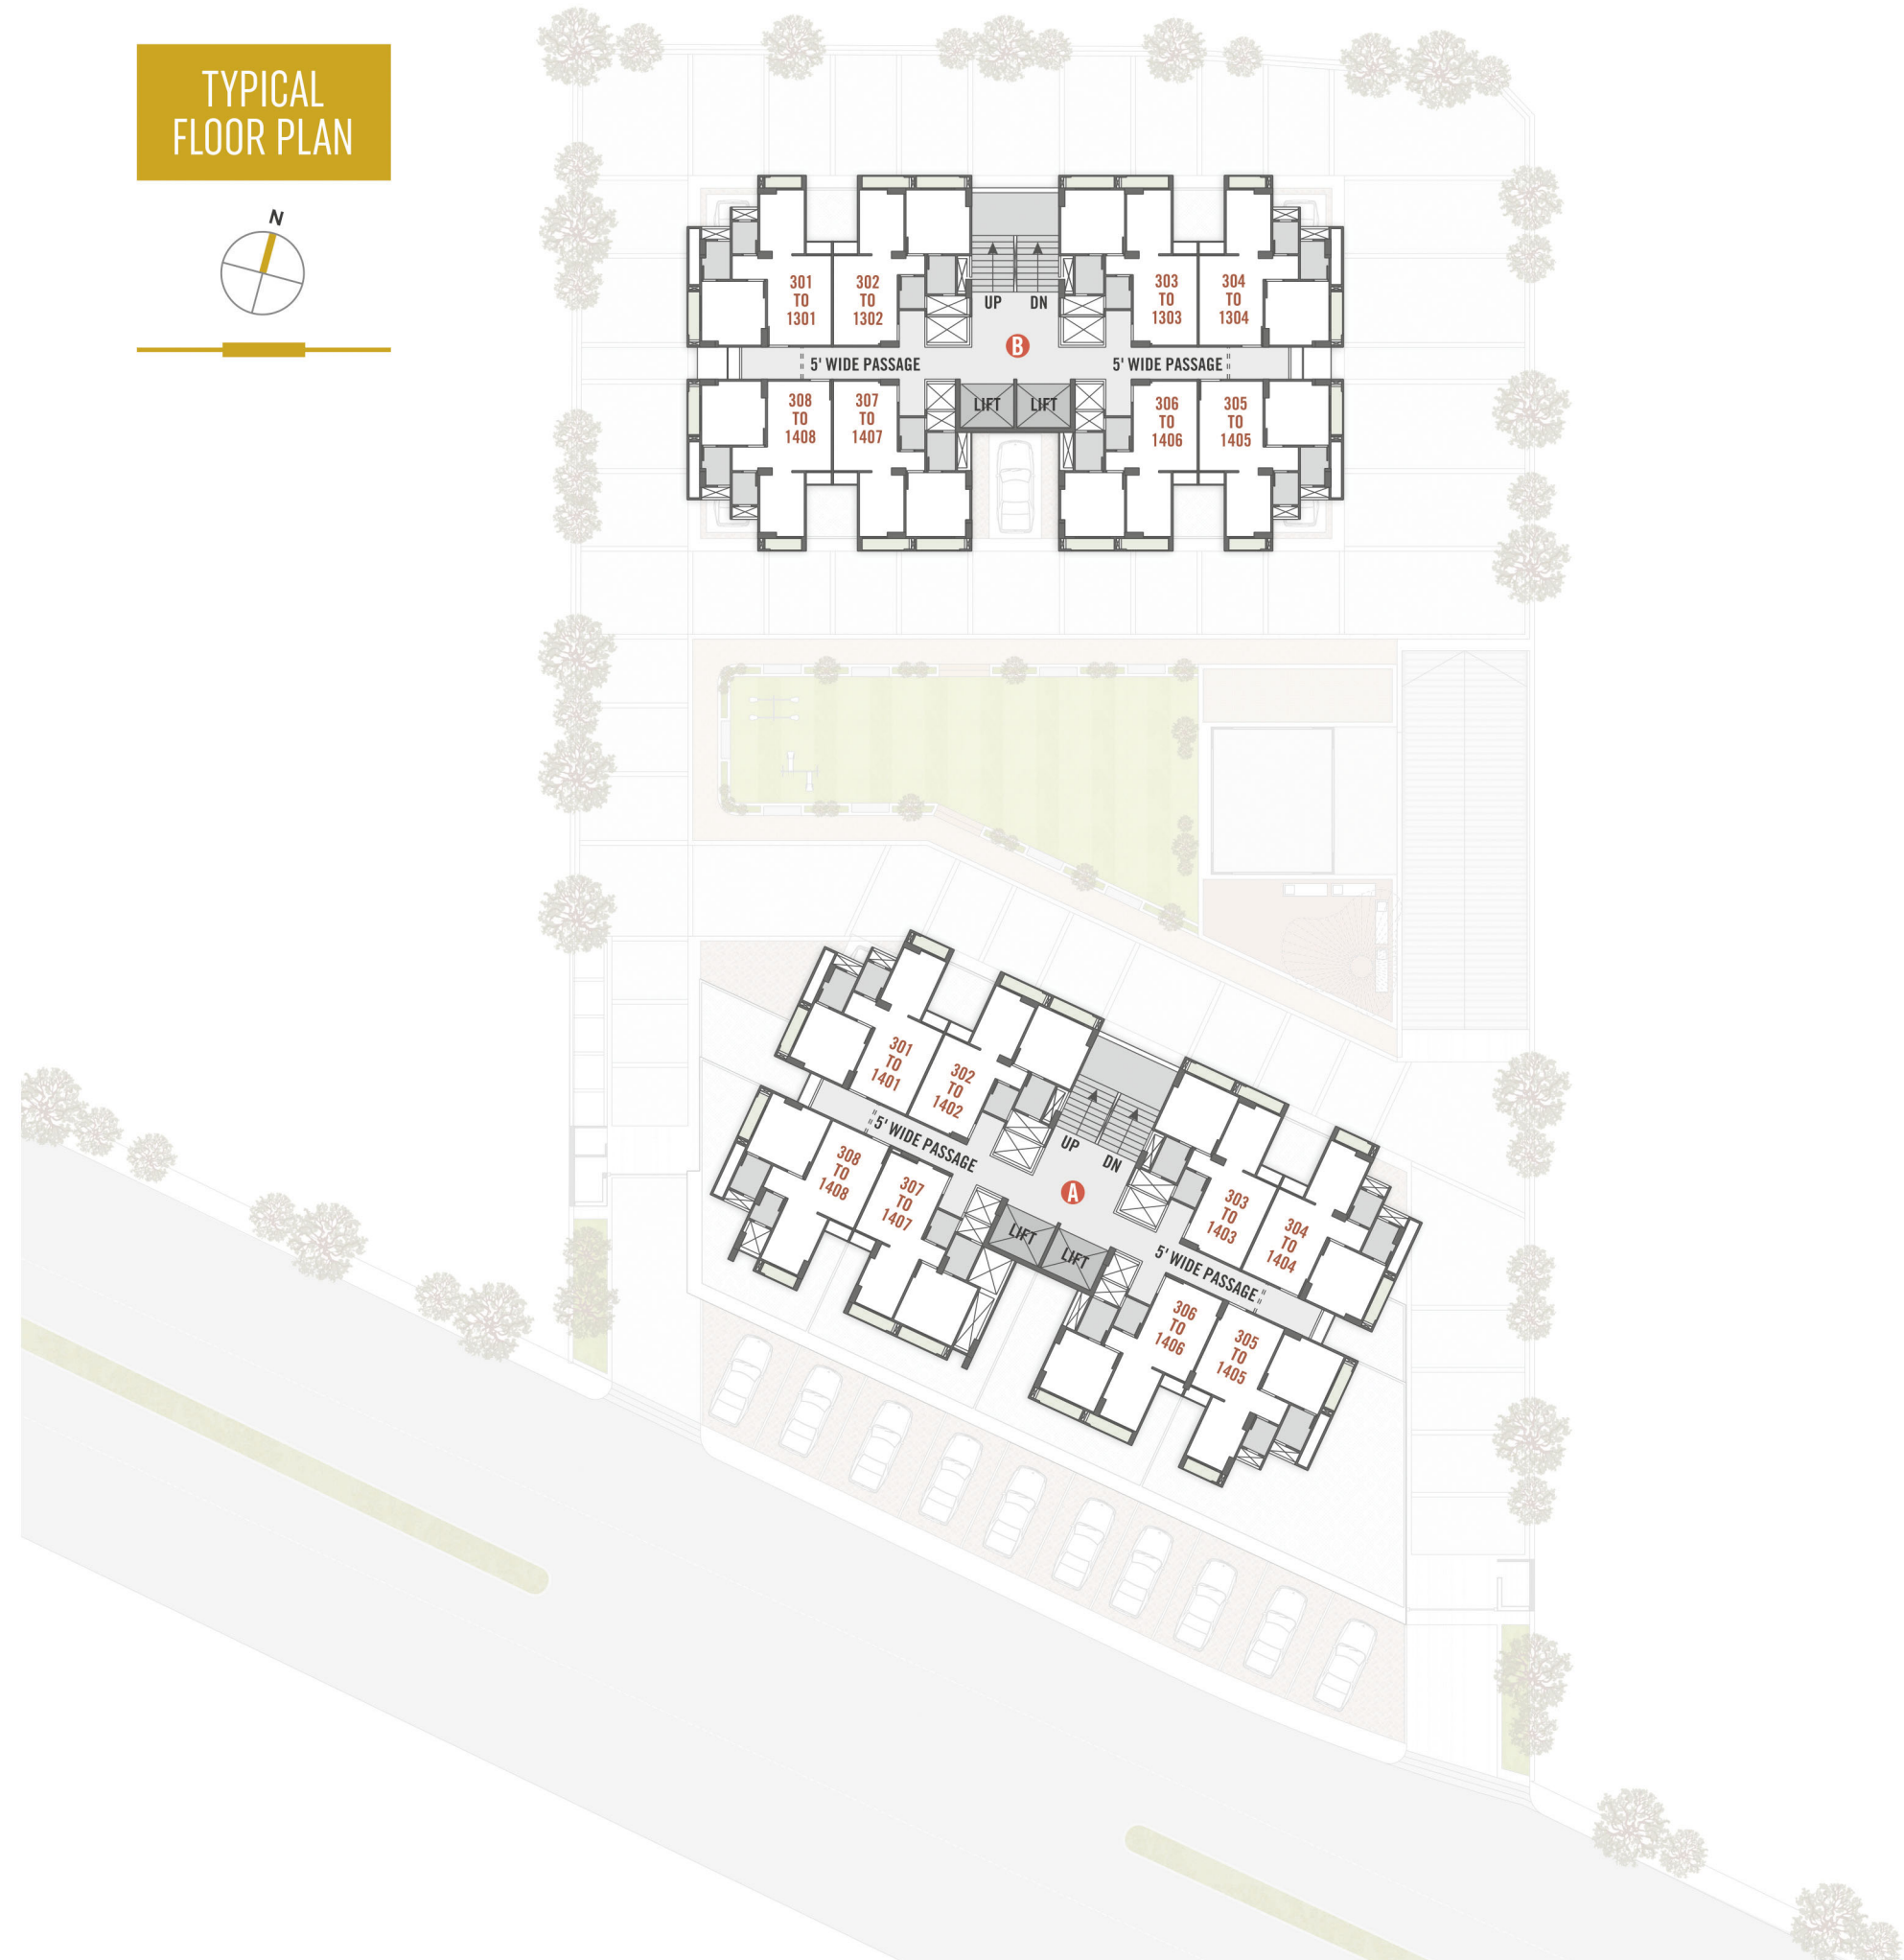 TYPICAL
FLOOR PLAN
N
301
TO
1301
302
TO
1302
UP
DN
303
TO
1303
304
TO
1304
B
5' WIDE PASSAGE
5' WIDE PASSAGE
308
TO
1408
307
TO
1407
LIFT
LIFT
306
TO
1406
305
TO
1405
301
TO
1401
302
TO
1402
UP
DN
5' WIDE PASSAGE
308
TO
1408
307
TO
1407
A
303
TO
1403
304
TO
1404
LIFT
LIFT
5' WIDE PASSAGE
306
TO
1406
305
TO
1405